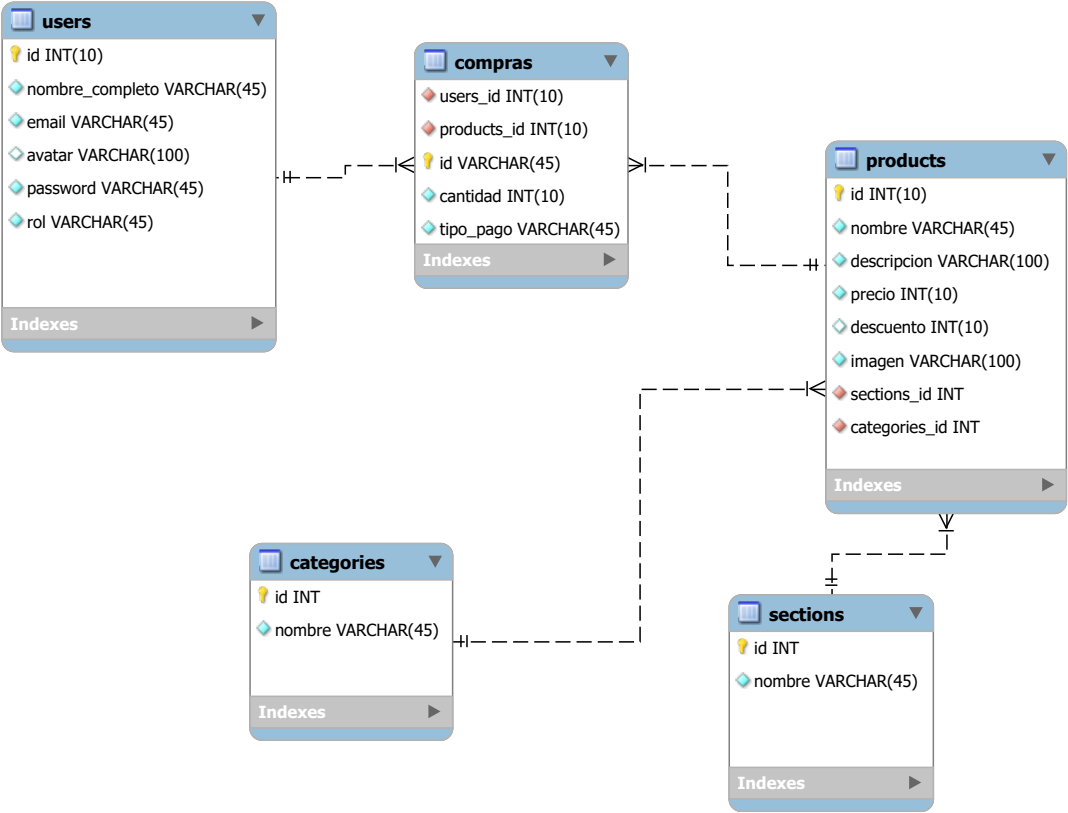 users
id INT(10)
nombre_completo VARCHAR(45)
email VARCHAR(45)
avatar VARCHAR(100)
password VARCHAR(45)
rol VARCHAR(45)
Indexes
compras
users_id INT(10)
products_id INT(10)
id VARCHAR(45)
cantidad INT(10)
tipo_pago VARCHAR(45)
Indexes
products
id INT(10)
nombre VARCHAR(45)
descripcion VARCHAR(100)
precio INT(10)
descuento INT(10)
imagen VARCHAR(100)
sections_id INT
categories_id INT
Indexes
categories
id INT
nombre VARCHAR(45)
Indexes
sections
id INT
nombre VARCHAR(45)
Indexes